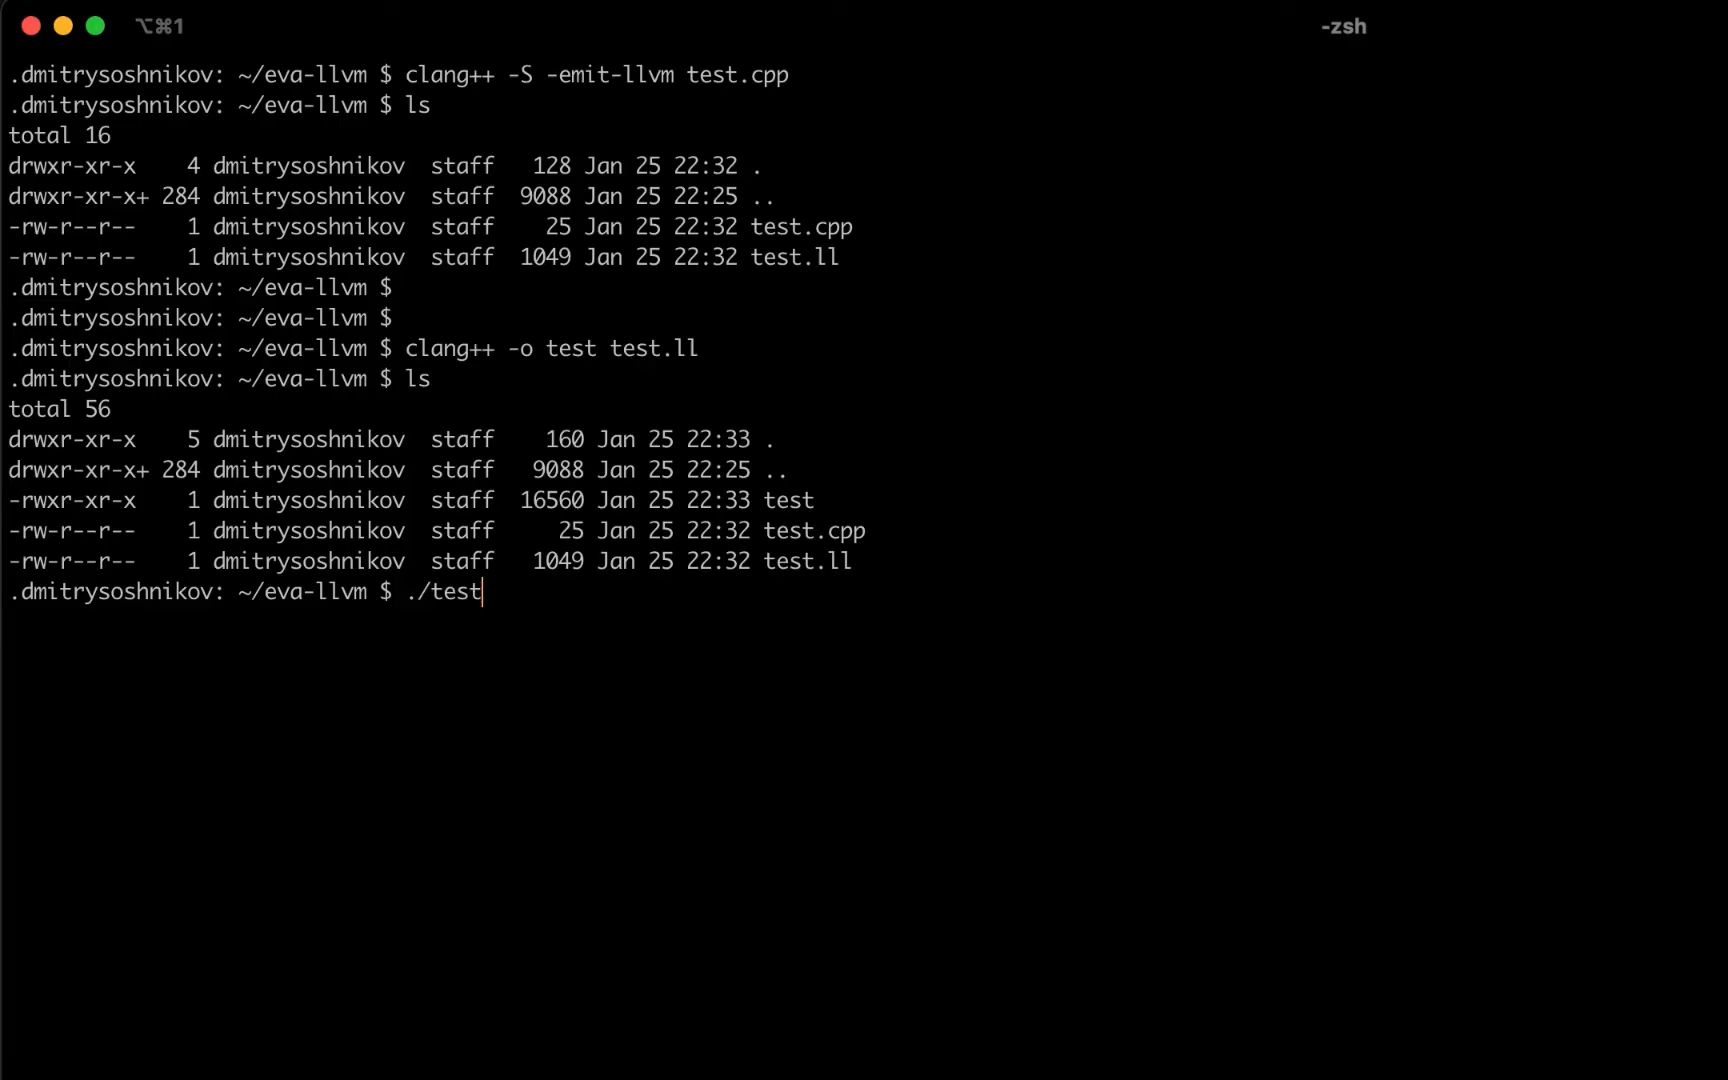 ⌥⌘1
-zsh
.dmitrysoshnikov: ~/eva-llvm $ clang++ -S -emit-llvm test.cpp
.dmitrysoshnikov: ~/eva-llvm $ ls
total 16
drwxr-xr-x    4 dmitrysoshnikov  staff   128 Jan 25 22:32 .
drwxr-xr-x+ 284 dmitrysoshnikov  staff  9088 Jan 25 22:25 ..
-rw-r--r--    1 dmitrysoshnikov  staff    25 Jan 25 22:32 test.cpp
-rw-r--r--    1 dmitrysoshnikov  staff  1049 Jan 25 22:32 test.ll
.dmitrysoshnikov: ~/eva-llvm $
.dmitrysoshnikov: ~/eva-llvm $
.dmitrysoshnikov: ~/eva-llvm $ clang++ -o test test.ll
.dmitrysoshnikov: ~/eva-llvm $ ls
total 56
drwxr-xr-x    5 dmitrysoshnikov  staff    160 Jan 25 22:33 .
drwxr-xr-x+ 284 dmitrysoshnikov  staff   9088 Jan 25 22:25 ..
-rwxr-xr-x    1 dmitrysoshnikov  staff  16560 Jan 25 22:33 test
-rw-r--r--    1 dmitrysoshnikov  staff     25 Jan 25 22:32 test.cpp
-rw-r--r--    1 dmitrysoshnikov  staff   1049 Jan 25 22:32 test.ll
.dmitrysoshnikov: ~/eva-llvm $ ./test